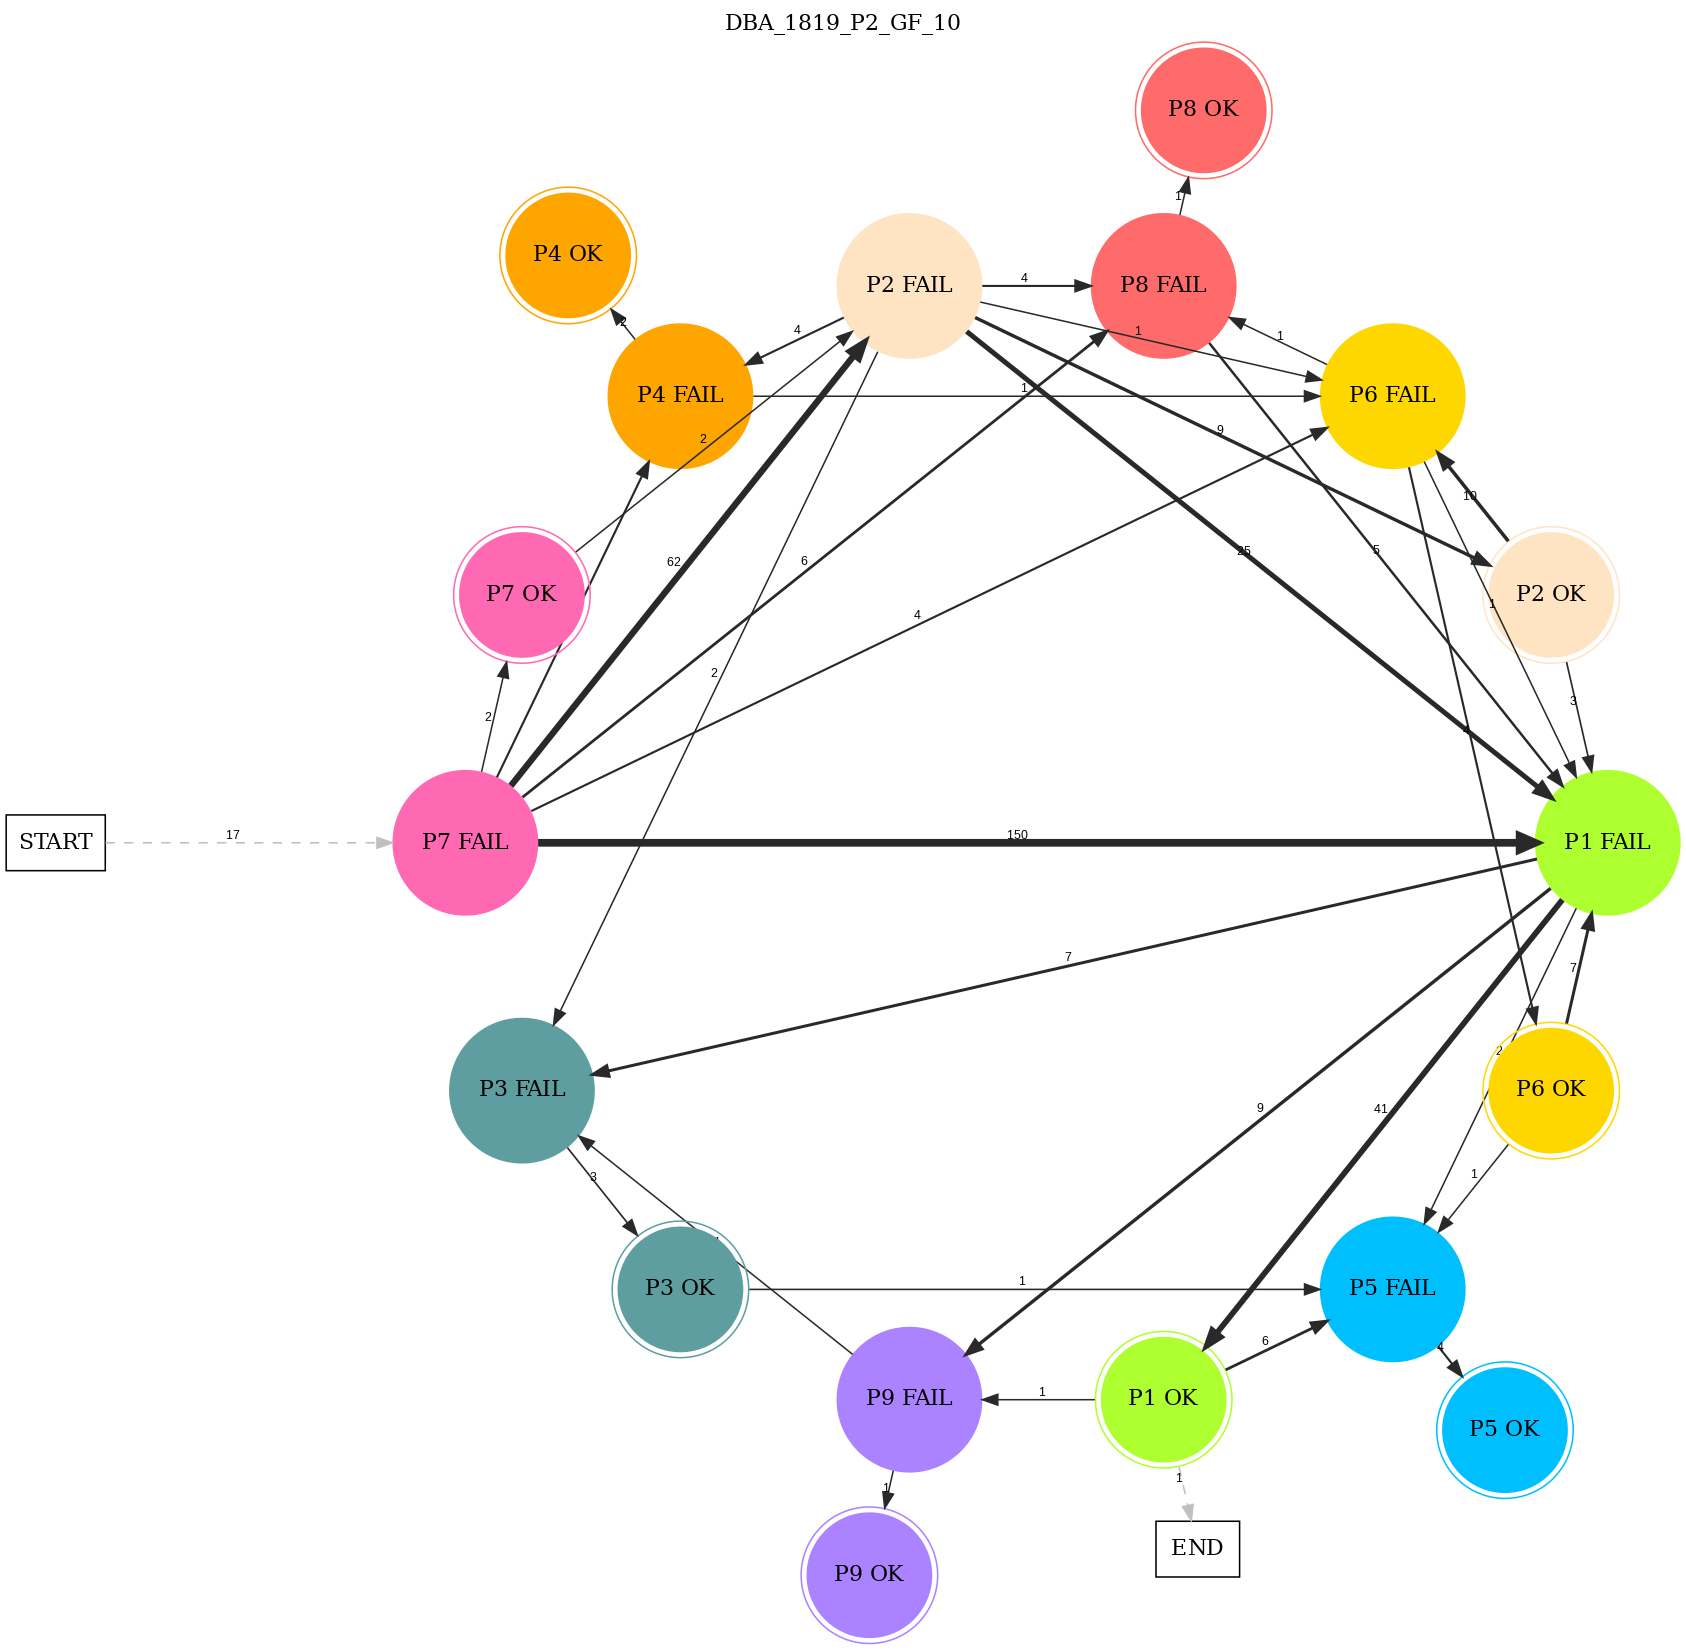 DBA_1819_P2_GF_10
P8 OK
1
P4 OK
P2 FAIL
4
P8 FAIL
2
4
1
1
P4 FAIL
1
P6 FAIL
2
9
10
62
6
25
5
P7 OK
P2 OK
4
1
2
3
2
START
17
P7 FAIL
150
P1 FAIL
7
7
2
P3 FAIL
9
41
P6 OK
3
1
P3 OK
1
P5 FAIL
6
4
P9 FAIL
1
P1 OK
P5 OK
1
1
END
P9 OK